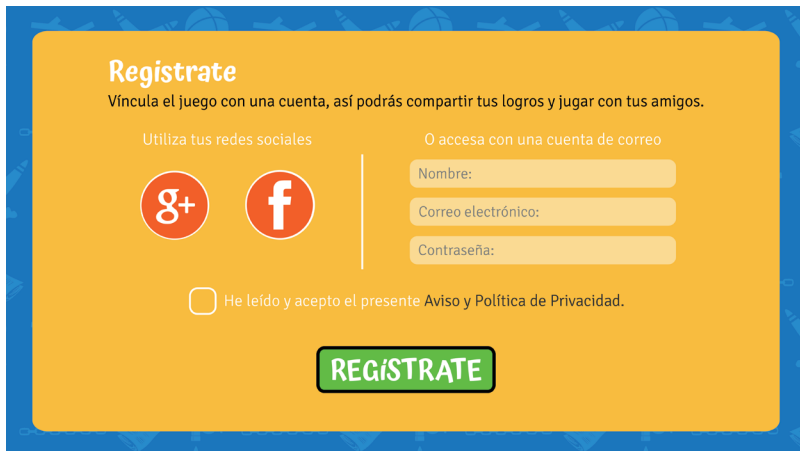 Registrate
Víncula el juego con una cuenta, así podrás compartir tus logros y jugar con tus amigos.
Utiliza tus redes sociales
O accesa con una cuenta de correo
g+ f
Nombre:
Correo electrónico:
Contraseña:
He leído y acepto el presente Aviso y Política de Privacidad.
REGíSTRATE